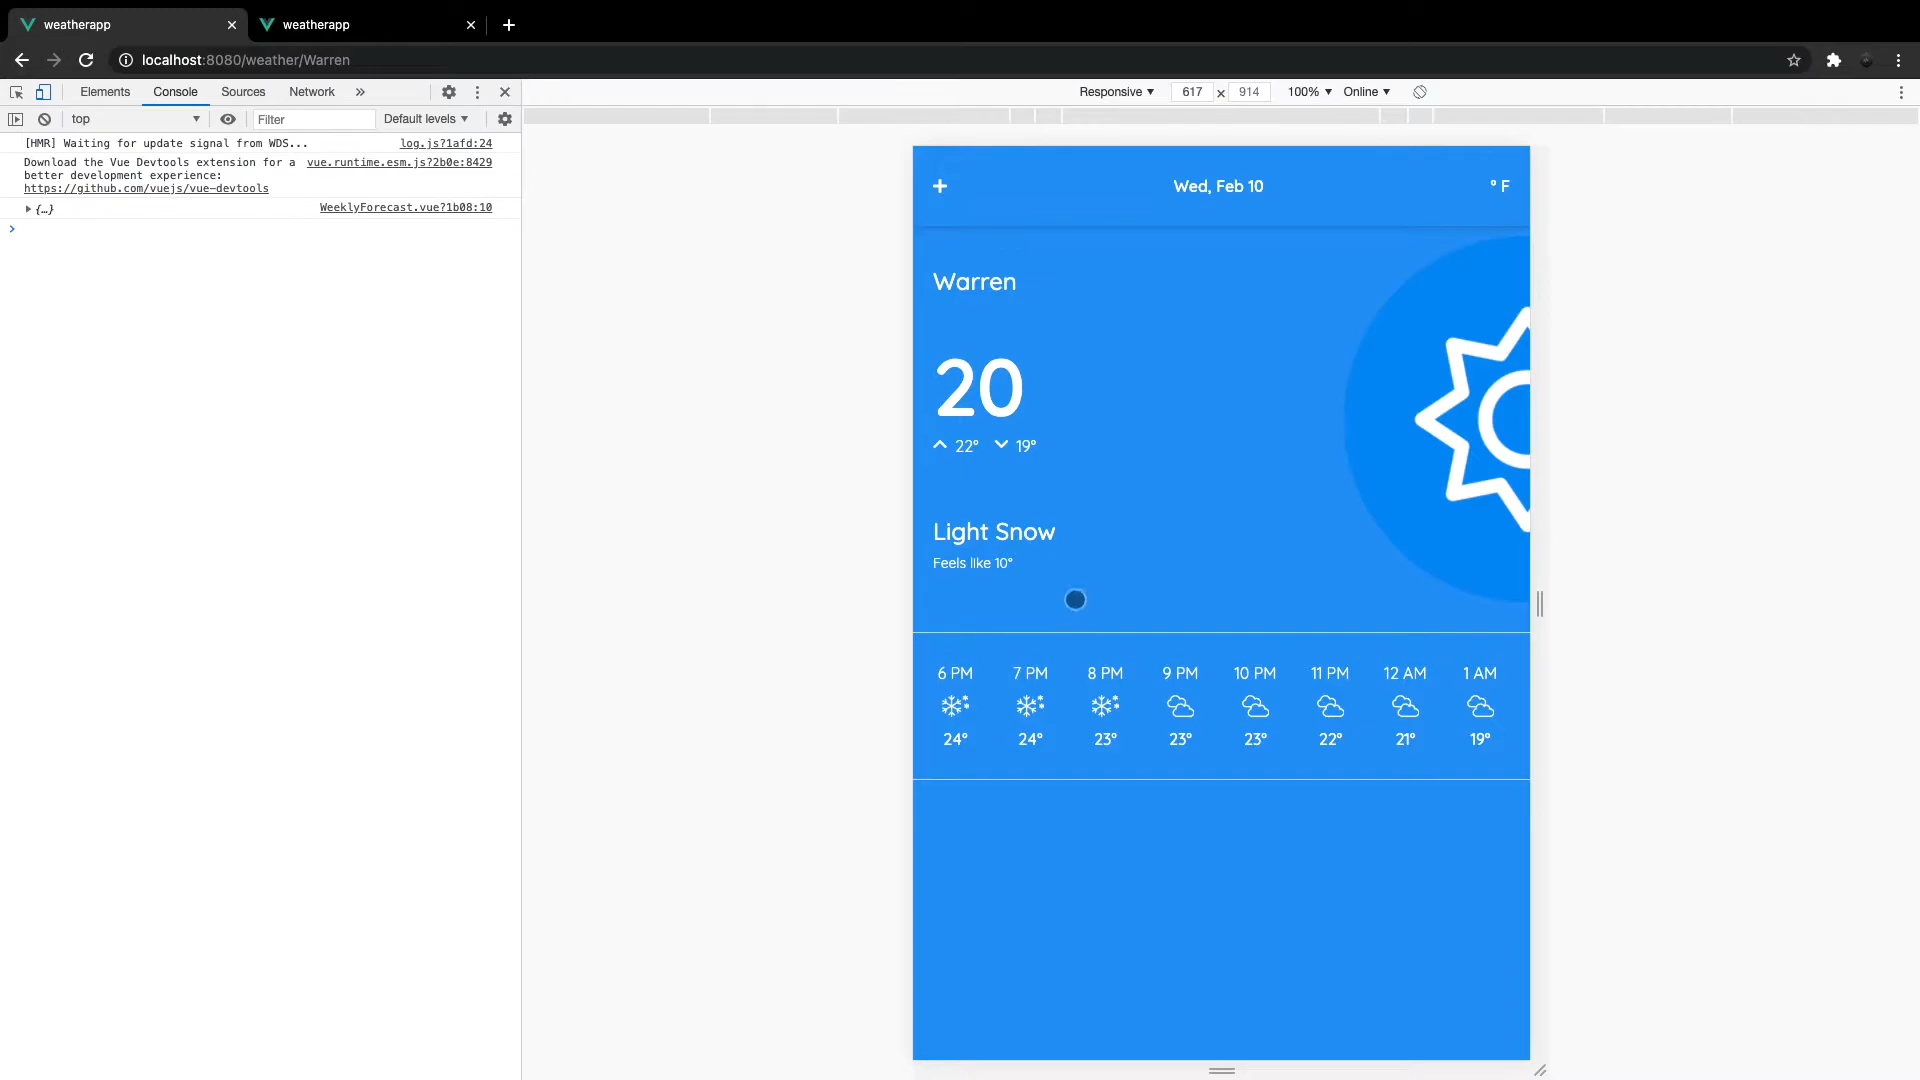 weatherapp
weatherapp
localhost:8080/weather/Warren
Elements Console Sources Network
top Filter Default levels
[HMR] Waiting for update signal from WDS... log.js?1afd:24
Download the Vue Devtools extension for a vue.runtime.esm.js?2b0e:8429
better development experience:
https://github.com/vuejs/vue-devtools
{…} WeeklyForecast.vue?1b08:10
Responsive 617 x 914 100% Online
Wed, Feb 10 ° F
Warren
20
22° 19°
Light Snow
Feels like 10°
6 PM 7 PM 8 PM 9 PM 10 PM 11 PM 12 AM 1 AM
24° 24° 23° 23° 23° 22° 21° 19°